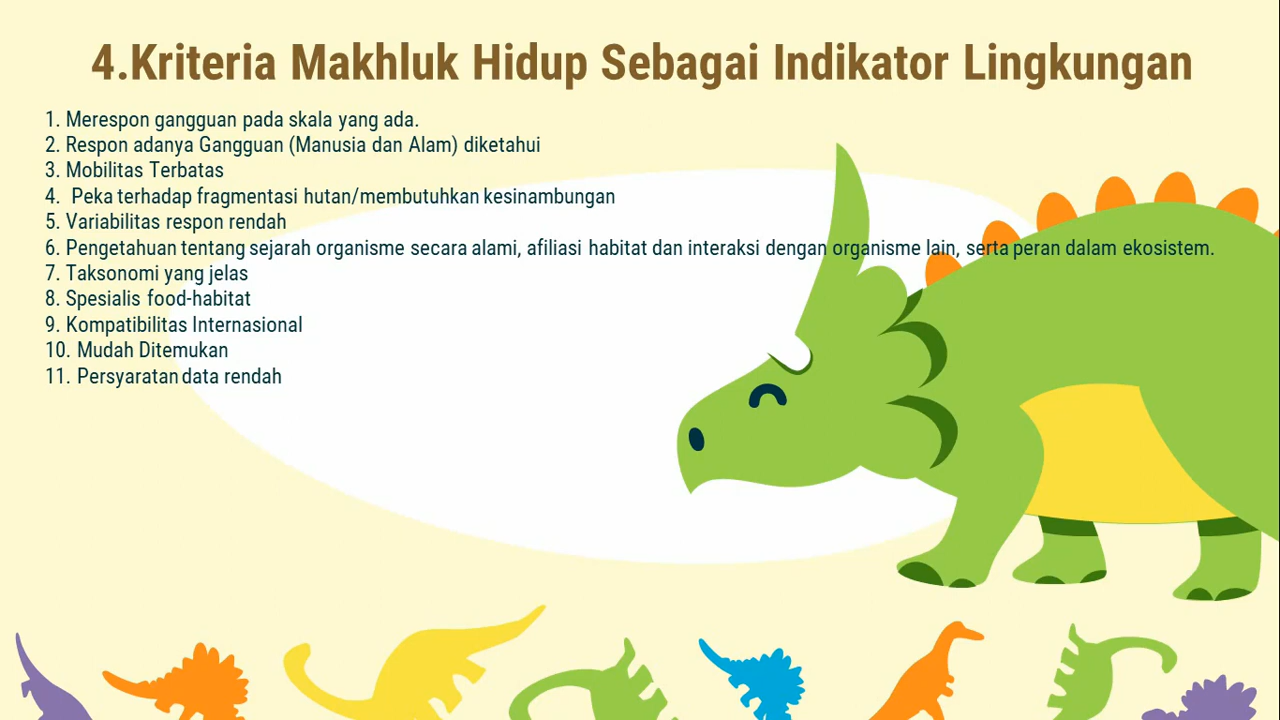 4.Kriteria Makhluk Hidup Sebagai Indikator Lingkungan
1. Merespon gangguan pada skala yang ada.
2. Respon adanya Gangguan (Manusia dan Alam) diketahui
3. Mobilitas Terbatas
4. Peka terhadap fragmentasi hutan/membutuhkan kesinambungan
5. Variabilitas respon rendah
6. Pengetahuan tentang sejarah organisme secara alami, afiliasi habitat dan interaksi dengan organisme lain, serta peran dalam ekosistem.
7. Taksonomi yang jelas
8. Spesialis food-habitat
9. Kompatibilitas Internasional
10. Mudah Ditemukan
11. Persyaratan data rendah